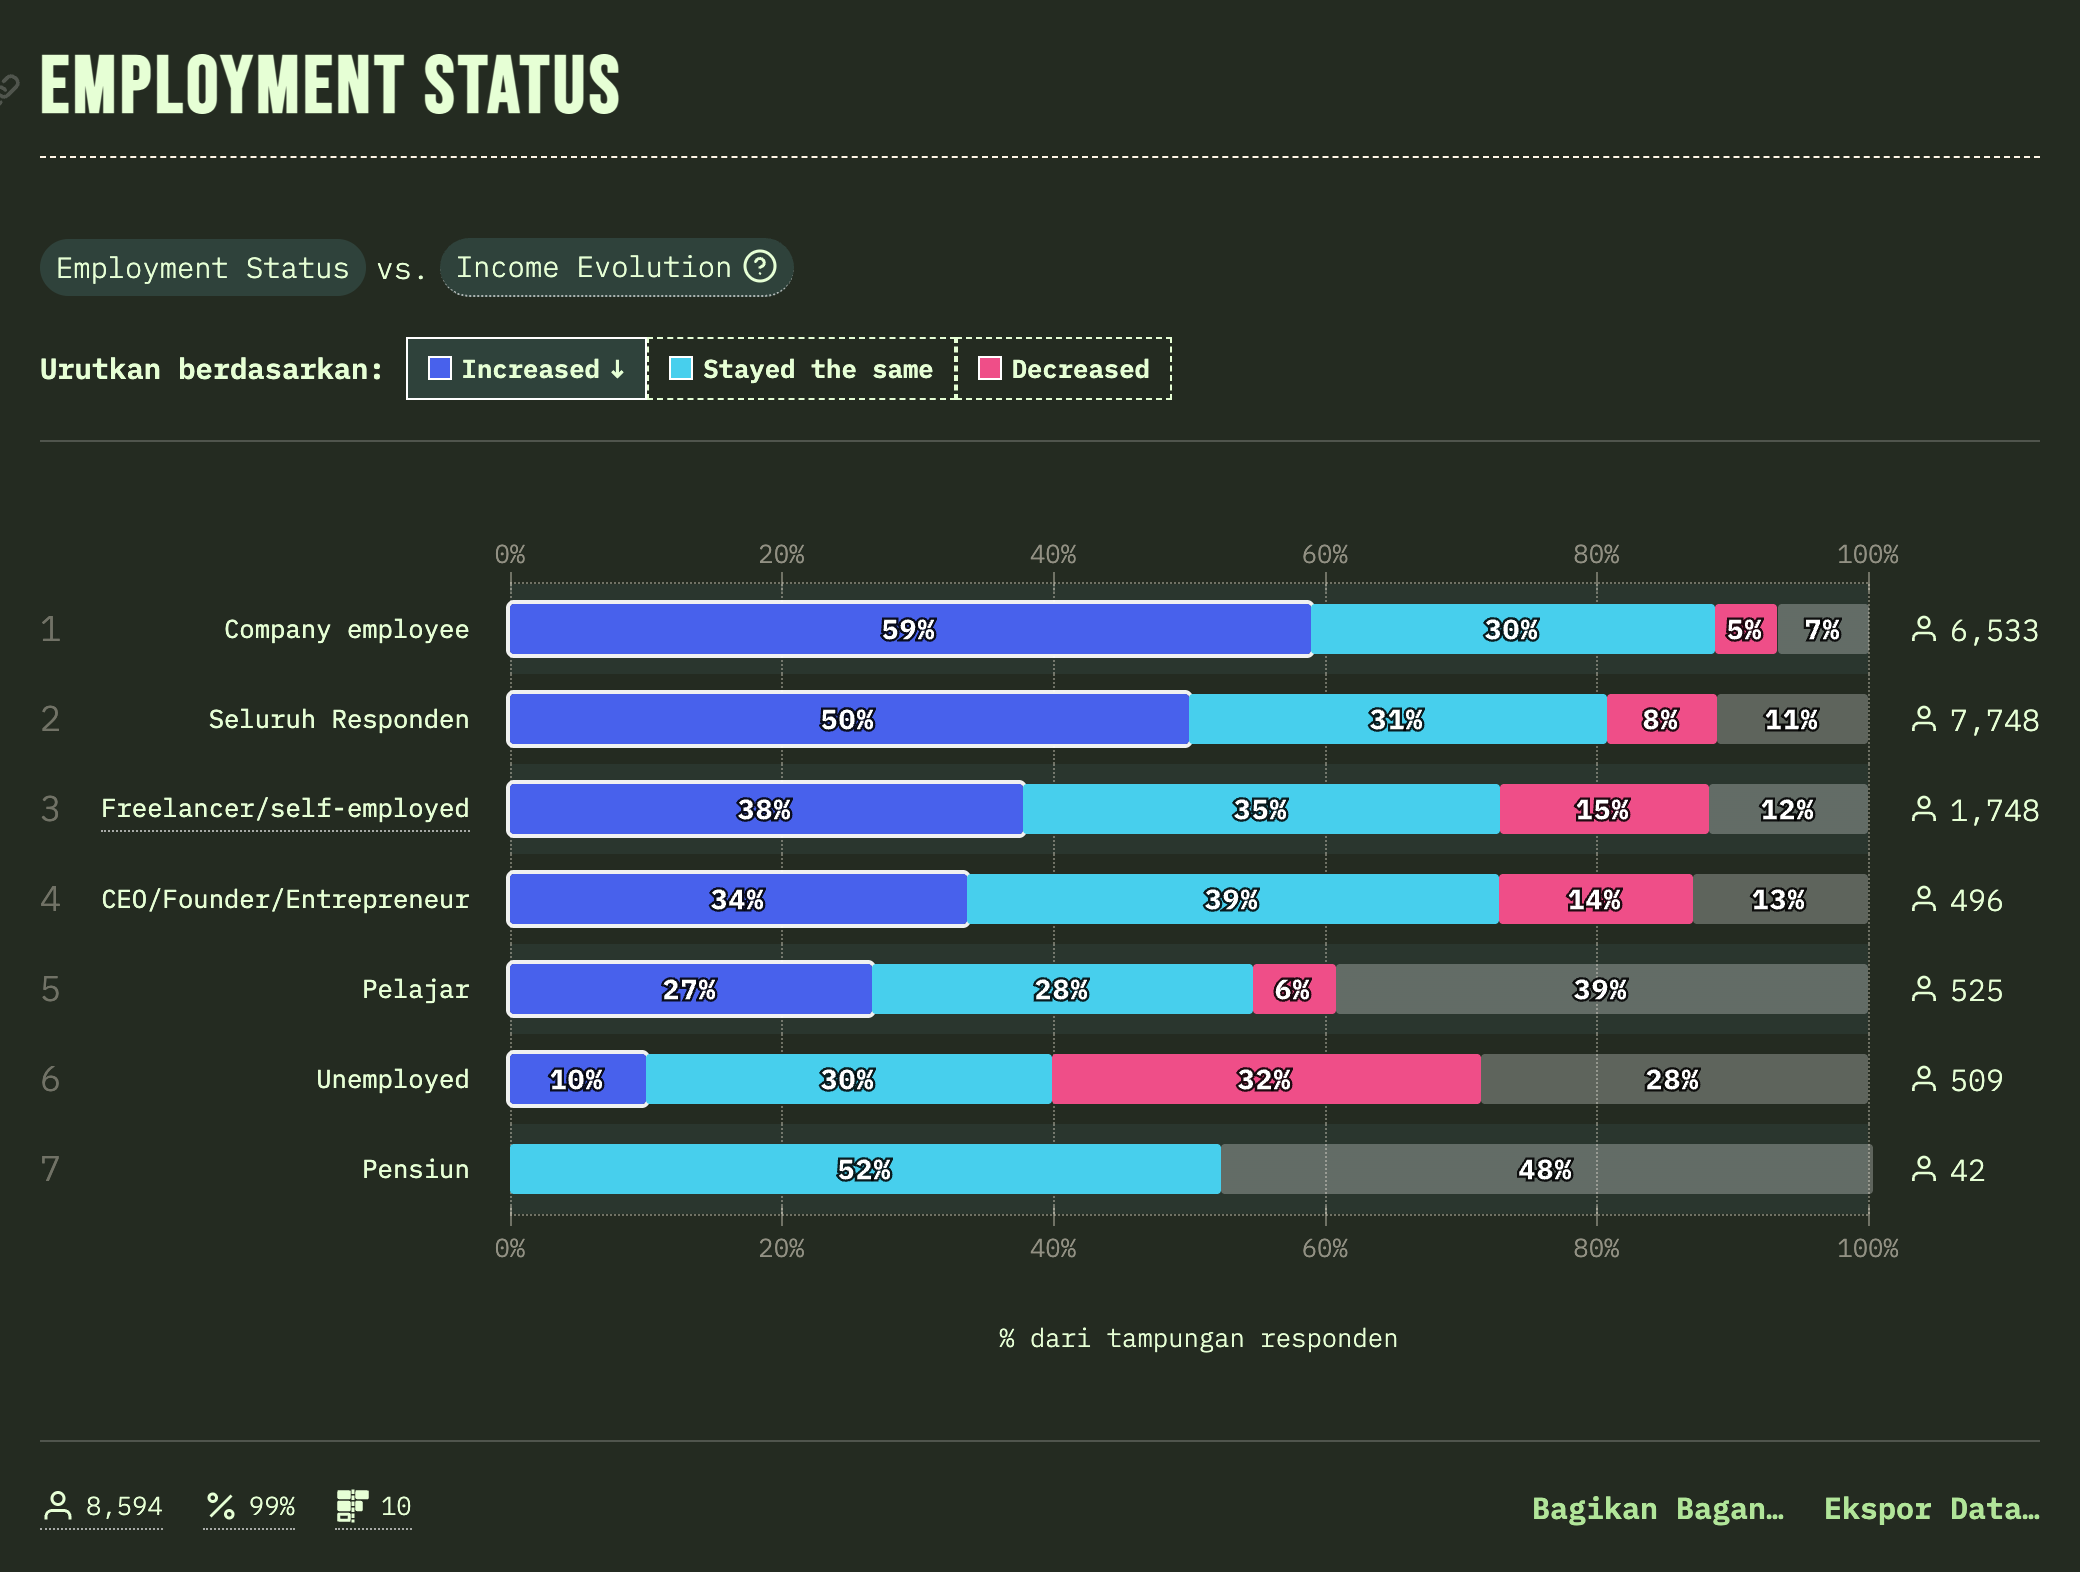 EMPLOYMENT STATUS
Employment Status vs. Income Evolution ?
Urutkan berdasarkan: Increased ↓ Stayed the same Decreased
0% 20% 40% 60% 80% 100%
1 Company employee 59% 30% 5% 7% 6,533
2 Seluruh Responden 50% 31% 8% 11% 7,748
3 Freelancer/self-employed 38% 35% 15% 12% 1,748
4 CEO/Founder/Entrepreneur 34% 39% 14% 13% 496
5 Pelajar 27% 28% 6% 39% 525
6 Unemployed 10% 30% 32% 28% 509
7 Pensiun 52% 48% 42
0% 20% 40% 60% 80% 100%
% dari tampungan responden
8,594 % 99% 10 Bagikan Bagan… Ekspor Data…